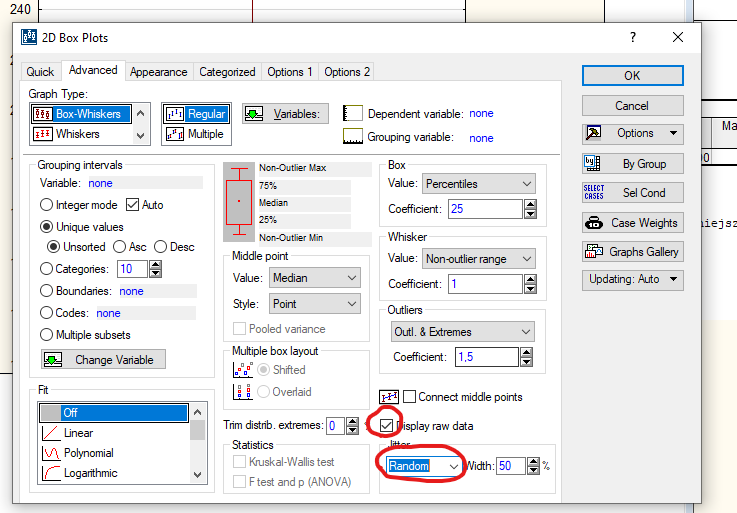 240
2D Box Plots
Quick Advanced Appearance Categorized Options 1 Options 2
Graph Type:
Box-Whiskers
Whiskers
Regular
Multiple
Variables:
Dependent variable: none
Grouping variable: none
OK
Cancel
Options
By Group
SELECT CASES Sel Cond
Case Weights
Graphs Gallery
Updating: Auto
Grouping intervals
Variable: none
Integer mode Auto
Unique values
Unsorted Asc Desc
Categories: 10
Boundaries: none
Codes: none
Multiple subsets
Change Variable
Fit
Off
Linear
Polynomial
Logarithmic
Non-Outlier Max
75%
Median
25%
Non-Outlier Min
Middle point
Value: Median
Style: Point
Pooled variance
Multiple box layout
Shifted
Overlaid
Trim distrib. extremes: 0 %
Statistics
Kruskal-Wallis test
F test and p (ANOVA)
Box
Value: Percentiles
Coefficient: 25
Whisker
Value: Non-outlier range
Coefficient: 1
Outliers
Outl. & Extremes
Coefficient: 1,5
Connect middle points
Display raw data
Jitter
Random Width: 50 %
Ma
00
niejsz